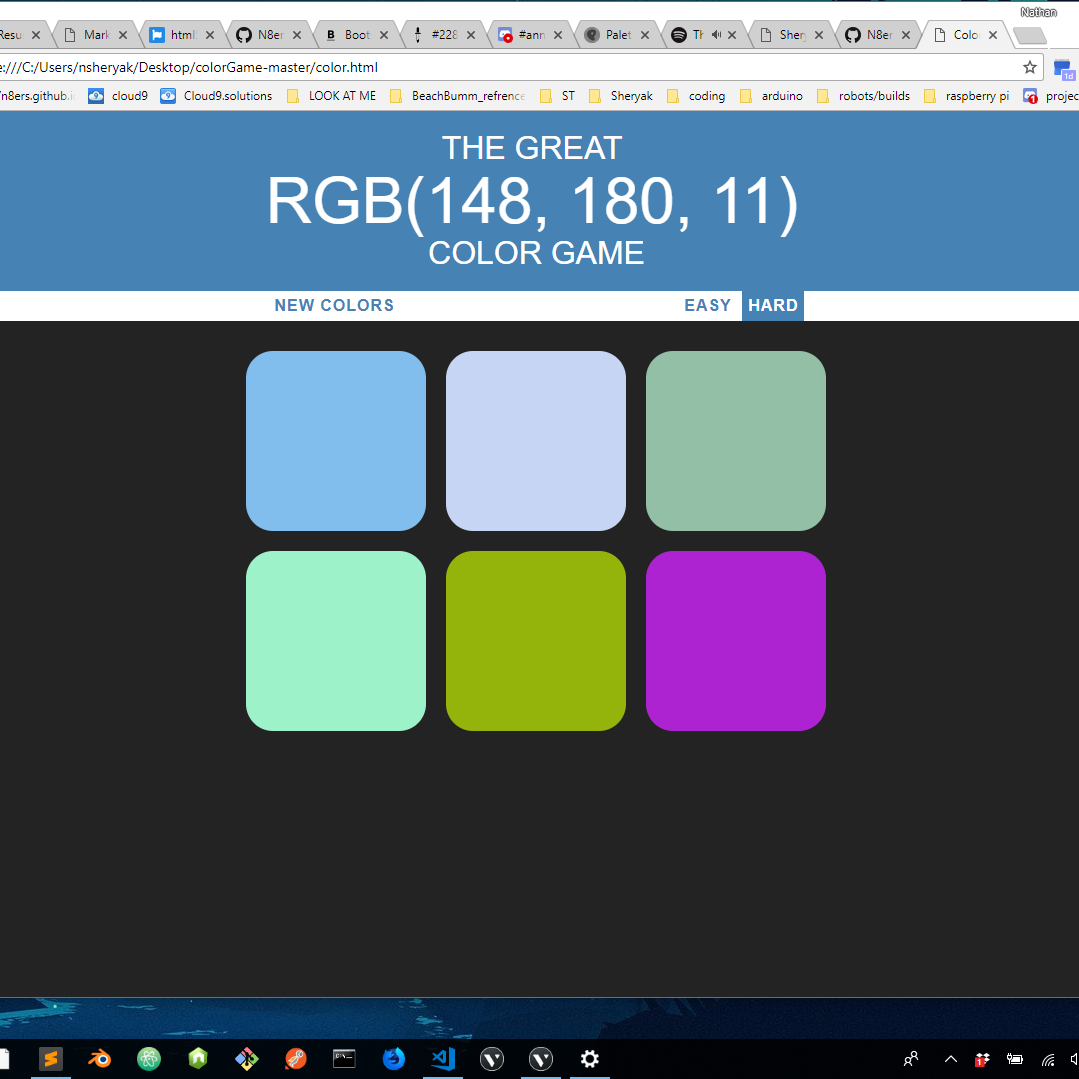 Nathan
Resu Mark html N8er Boot #228 #ann Palet Th Sher N8er Colo
e:///C:/Users/nsheryak/Desktop/colorGame-master/color.html
1d
/n8ers.github.i cloud9 Cloud9.solutions LOOK AT ME BeachBumm_refrence ST Sheryak coding arduino robots/builds raspberry pi 1 projec
THE GREAT
RGB(148, 180, 11)
COLOR GAME
NEW COLORS EASY HARD